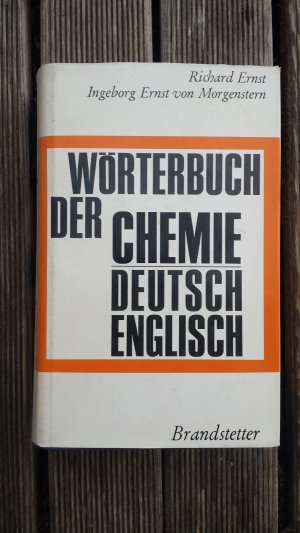 Richard Ernst
Ingeborg Ernst von Morgenstern
WÖRTERBUCH
DER CHEMIE
DEUTSCH
ENGLISCH
Brandstetter